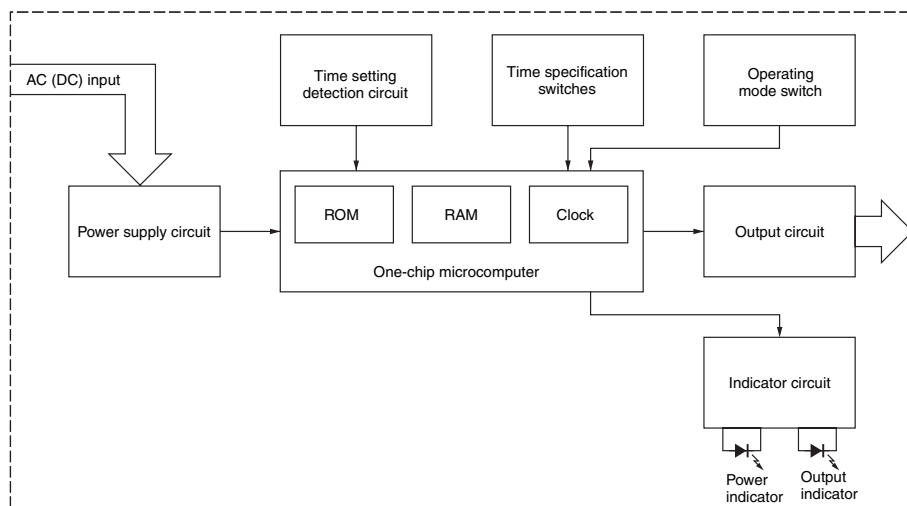 AC (DC) input
Time setting
detection circuit
Time specification
switches
Operating
mode switch
Power supply circuit
ROM
RAM
Clock
One-chip microcomputer
Output circuit
Indicator circuit
Power
indicator
Output
indicator